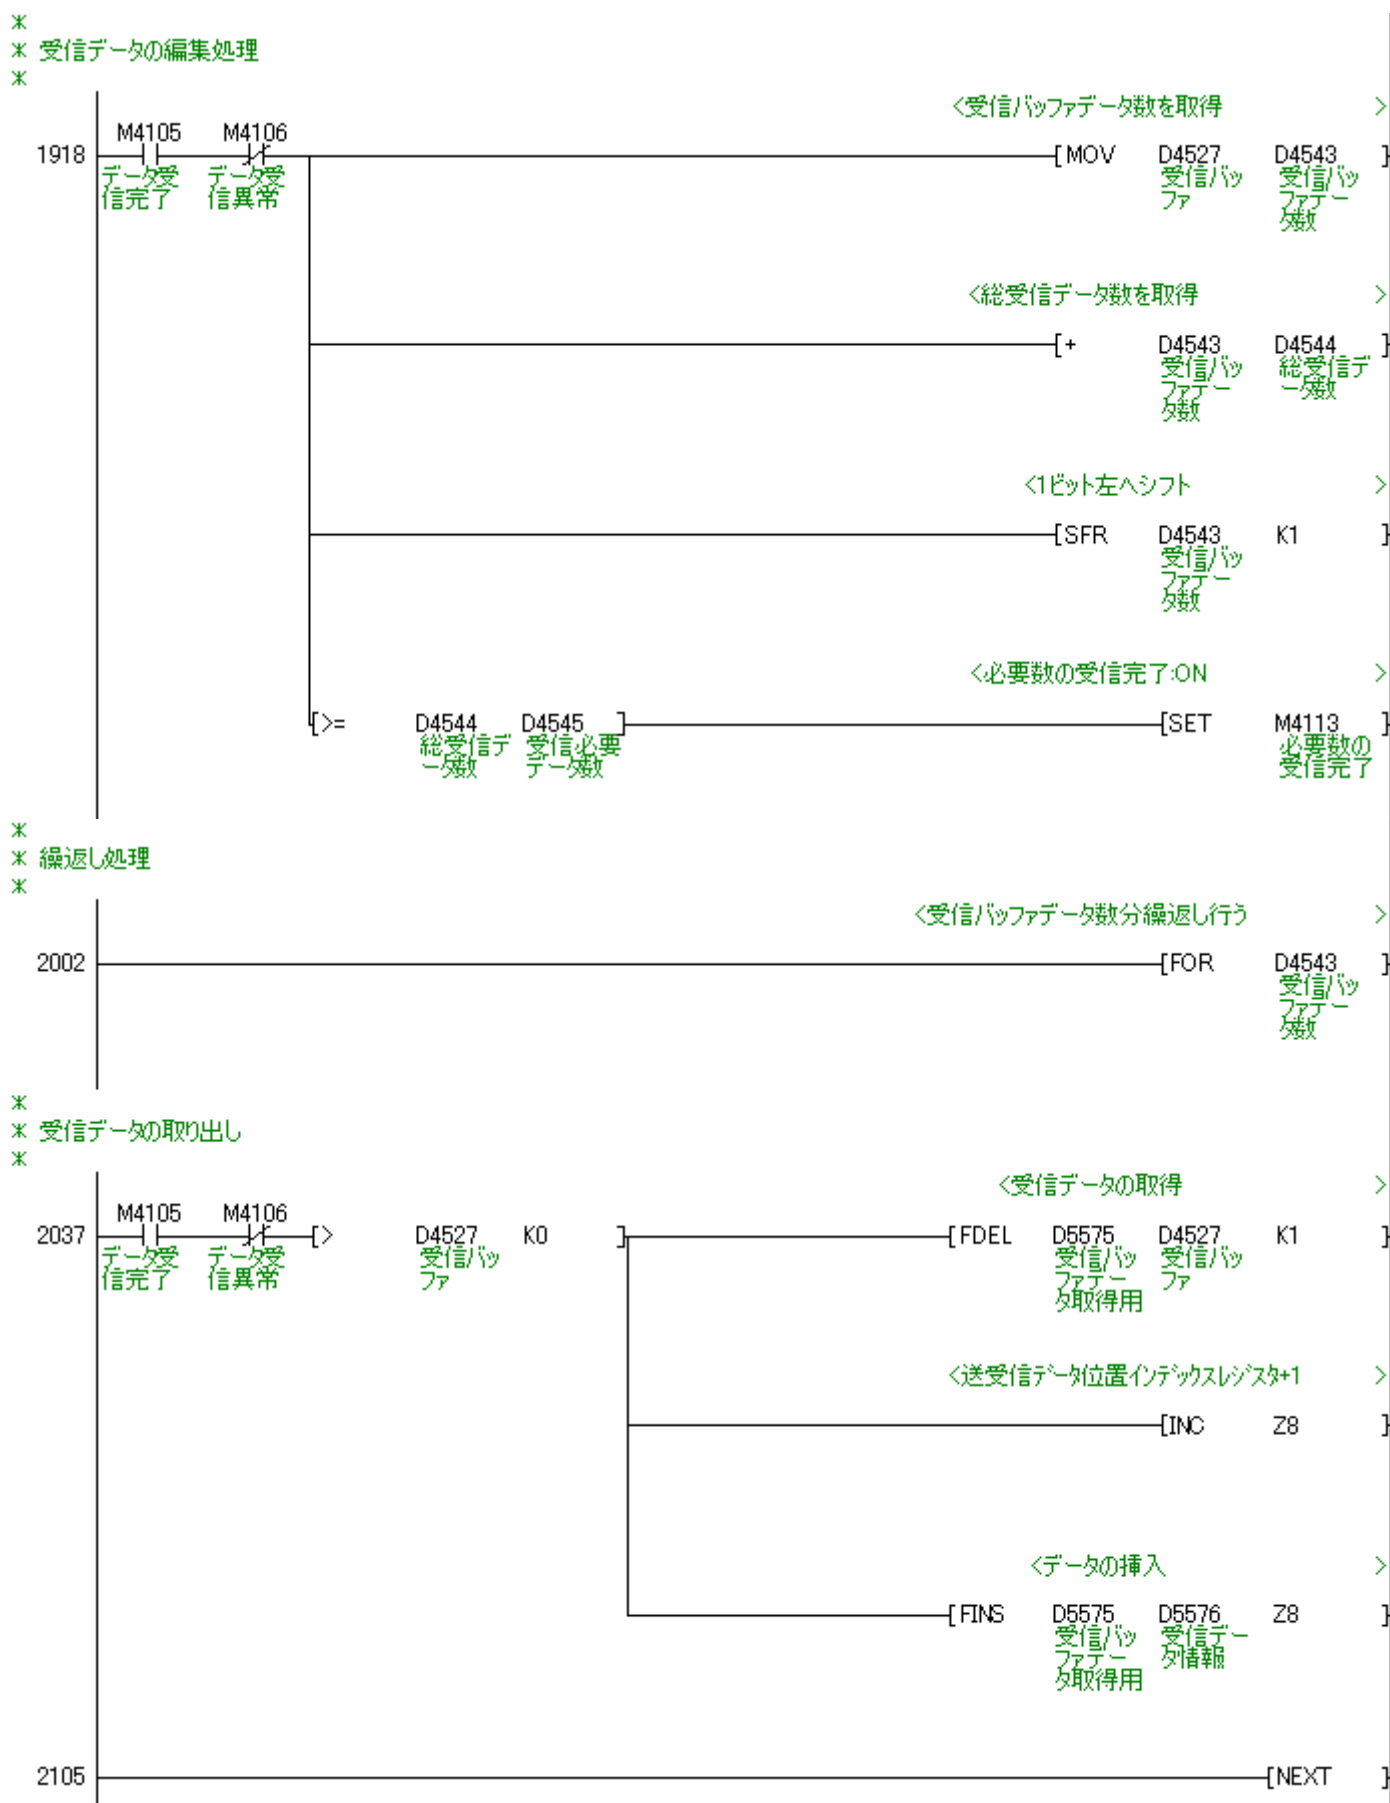 *
* 受信データの編集処理
*
<受信バッファデータ数を取得 >
M4105 M4106
1918 [MOV D4527 D4543 ]
データ受 データ受 受信バッ 受信バッ
信完了 信異常 ファ ファデー
タ数
<総受信データ数を取得 >
[+ D4543 D4544 ]
受信バッ 総受信デ
ファデー ータ数
タ数
<1ビット左へシフト >
[SFR D4543 K1 ]
受信バッ
ファデー
タ数
<必要数の受信完了:ON >
[>= D4544 D4545 ] [SET M4113 ]
総受信デ 受信必要 必要数の
ータ数 データ数 受信完了
*
* 繰返し処理
*
<受信バッファデータ数分繰返し行う >
2002 [FOR D4543 ]
受信バッ
ファデー
タ数
*
* 受信データの取り出し
*
<受信データの取得 >
M4105 M4106
2037 [> D4527 K0 ] [FDEL D5575 D4527 K1 ]
データ受 データ受 受信バッ 受信バッ 受信バッ
信完了 信異常 ファ ファデー ファ
タ取得用
<送受信データ位置インデックスレジスタ+1 >
[INC Z8 ]
<データの挿入 >
[FINS D5575 D5576 Z8 ]
受信バッ 受信デー
ファデー タ情報
タ取得用
2105 [NEXT ]